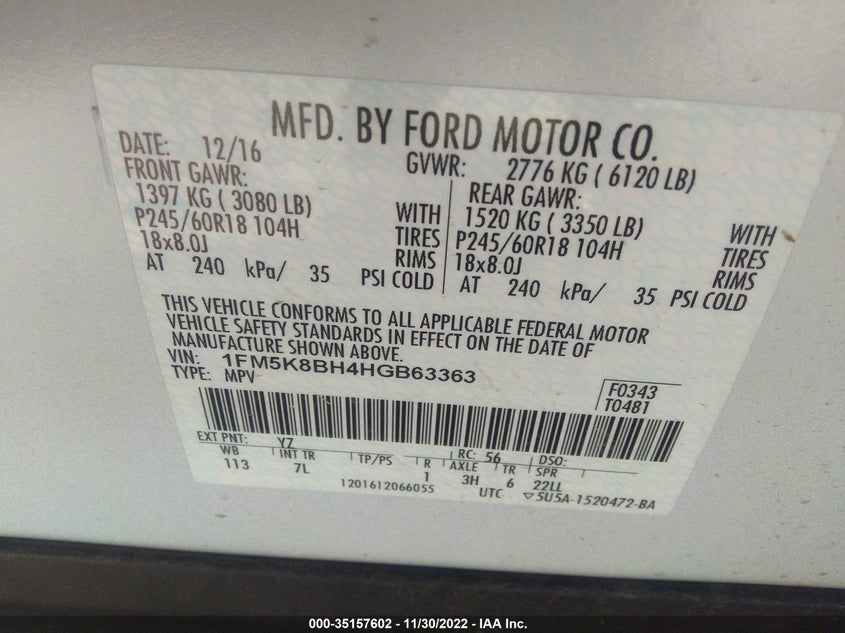 MFD. BY FORD MOTOR CO.
DATE: 12/16 GVWR: 2776 KG ( 6120 LB)
FRONT GAWR: REAR GAWR:
1397 KG ( 3080 LB) WITH 1520 KG ( 3350 LB) WITH
P245/60R18 104H TIRES P245/60R18 104H TIRES
18x8.0J RIMS 18x8.0J RIMS
AT 240 kPa/ 35 PSI COLD AT 240 kPa/ 35 PSI COLD
THIS VEHICLE CONFORMS TO ALL APPLICABLE FEDERAL MOTOR
VEHICLE SAFETY STANDARDS IN EFFECT ON THE DATE OF
MANUFACTURE SHOWN ABOVE.
VIN: 1FM5K8BH4HGB63363
TYPE: MPV F0343
T0481
EXT PNT: YZ RC: 56 DSO:
WB INT TR TP/PS R AXLE TR SPR
113 7L 1 3H 6 22LL
1201612066055 UTC ▽5U5A-1520472-BA
000-35157602 - 11/30/2022 - IAA Inc.